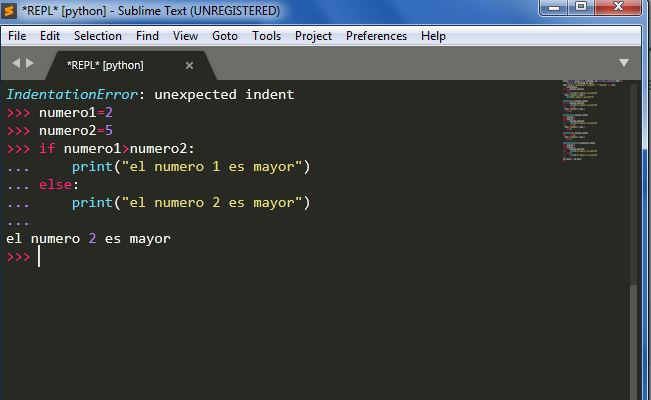 *REPL* [python] - Sublime Text (UNREGISTERED)
File Edit Selection Find View Goto Tools Project Preferences Help
*REPL* [python]
IndentationError: unexpected indent
>>> numero1=2
>>> numero2=5
>>> if numero1>numero2:
...     print("el numero 1 es mayor")
... else:
...     print("el numero 2 es mayor")
...
el numero 2 es mayor
>>>